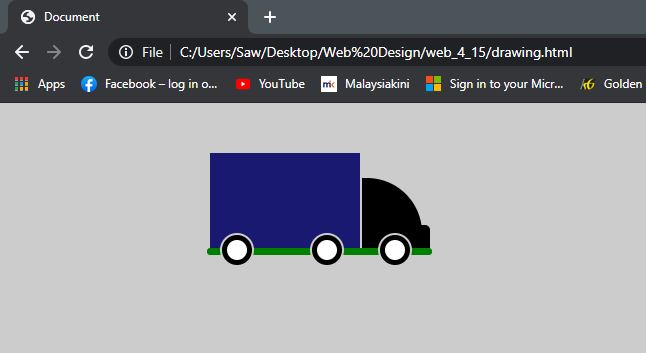 Document
File C:/Users/Saw/Desktop/Web%20Design/web_4_15/drawing.html
Apps Facebook – log in o... YouTube mk Malaysiakini Sign in to your Micr... Golden